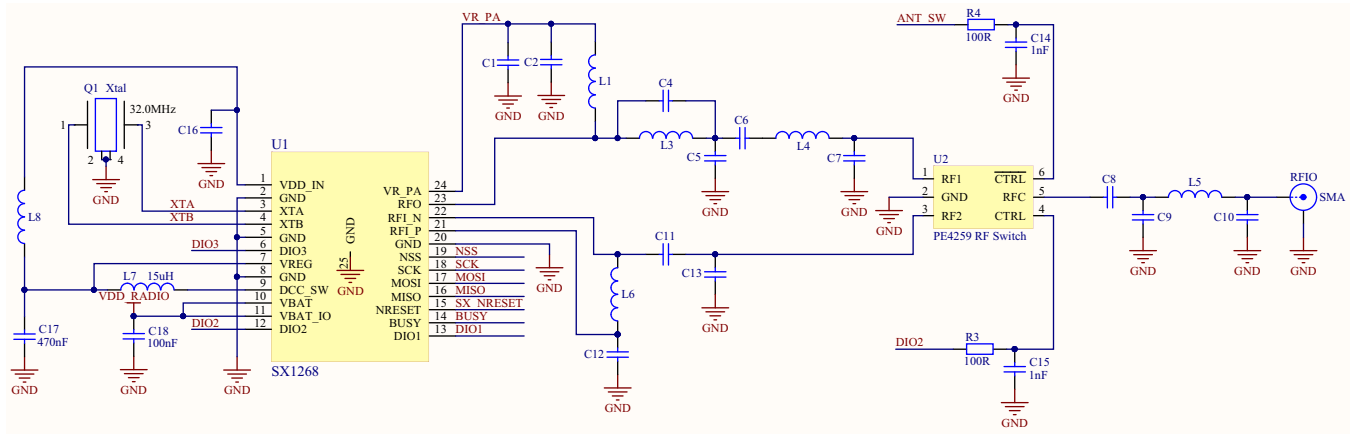 VR_PA
ANT_SW
R4
100R
C14
1nF
GND
C1
C2
GND
GND
L1
C4
L3
C5
GND
C6
L4
C7
GND
Q1 Xtal
32.0MHz
1
3
2 4
GND
C16
GND
L8
XTA
XTB
DIO3
L7 15uH
VDD_RADIO
DIO2
C17
470nF
GND
C18
100nF
GND
GND
U1
1 VDD_IN
2 GND
3 XTA
4 XTB
5 GND
6 DIO3
7 VREG
8 GND
9 DCC_SW
10 VBAT
11 VBAT_IO
12 DIO2
GND
25
GND
VR_PA 24
RFO 23
RFI_N 22
RFI_P 21
GND 20
NSS 19 NSS
SCK 18 SCK
MOSI 17 MOSI
MISO 16 MISO
NRESET 15 SX_NRESET
BUSY 14 BUSY
DIO1 13 DIO1
SX1268
GND
C11
C13
GND
L6
C12
GND
U2
1 RF1
2 GND
3 RF2
CTRL 6
RFC 5
CTRL 4
PE4259 RF Switch
GND
C8
C9
GND
L5
C10
GND
RFIO
SMA
GND
DIO2
R3
100R
C15
1nF
GND